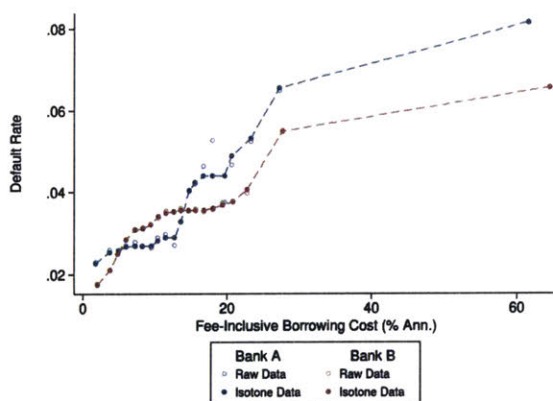 .08
.06
.04
.02
Default Rate
0
20
40
60
Fee-Inclusive Borrowing Cost (% Ann.)
Bank A Bank B
Raw Data Raw Data
Isotone Data Isotone Data